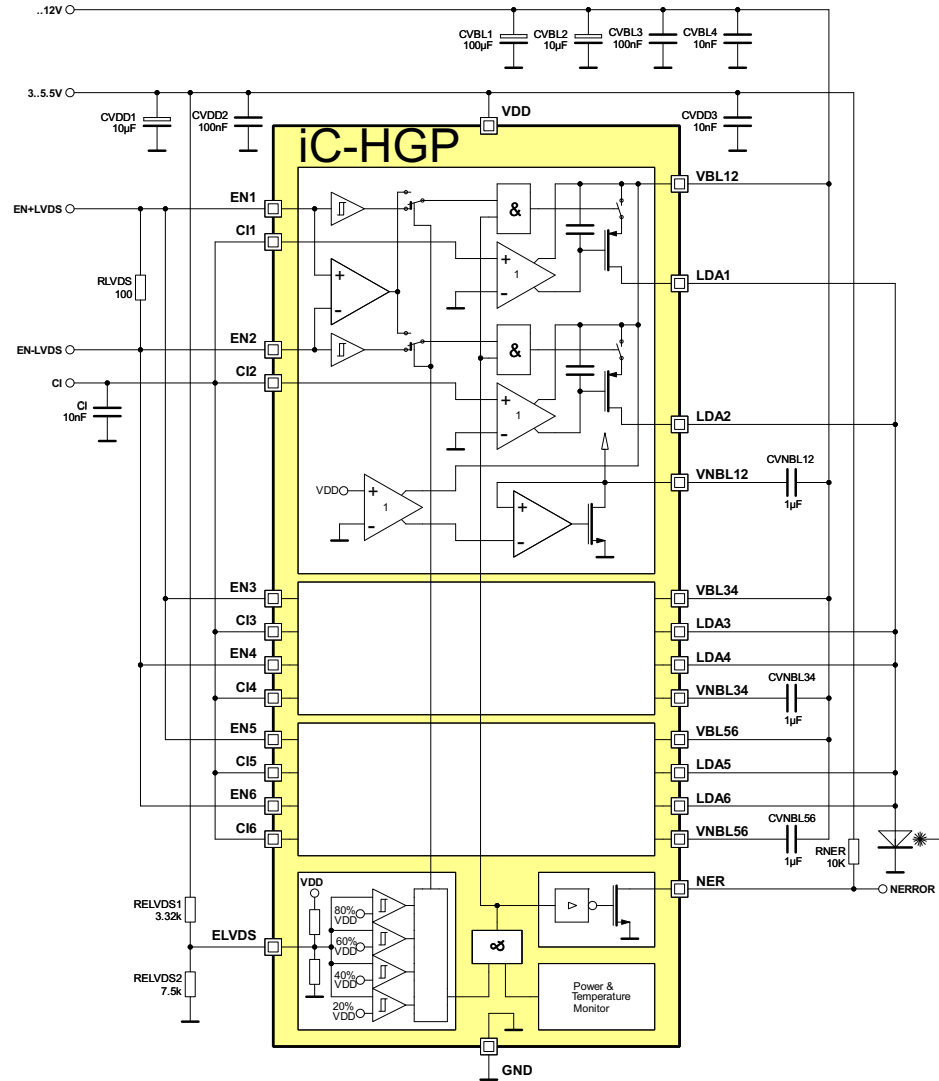 ..12V
CVBL1
100µF
CVBL2
10µF
CVBL3
100nF
CVBL4
10nF
3..5.5V
CVDD1
10µF
CVDD2
100nF
VDD
CVDD3
10nF
iC-HGP
EN+LVDS
EN1
CI1
VBL12
&
+
-
1
RLVDS
100
+
-
LDA1
EN-LVDS
EN2
CI2
&
CI
CI
10nF
+
-
1
LDA2
VDD
+
-
1
+
-
VNBL12
CVNBL12
1µF
EN3
CI3
EN4
CI4
VBL34
LDA3
LDA4
VNBL34
CVNBL34
1µF
EN5
CI5
EN6
CI6
VBL56
LDA5
LDA6
VNBL56
CVNBL56
1µF
RNER
10K
NER
NERROR
RELVDS1
3.32k
ELVDS
RELVDS2
7.5k
VDD
80%
VDD
60%
VDD
40%
VDD
20%
VDD
&
Power &
Temperature
Monitor
GND